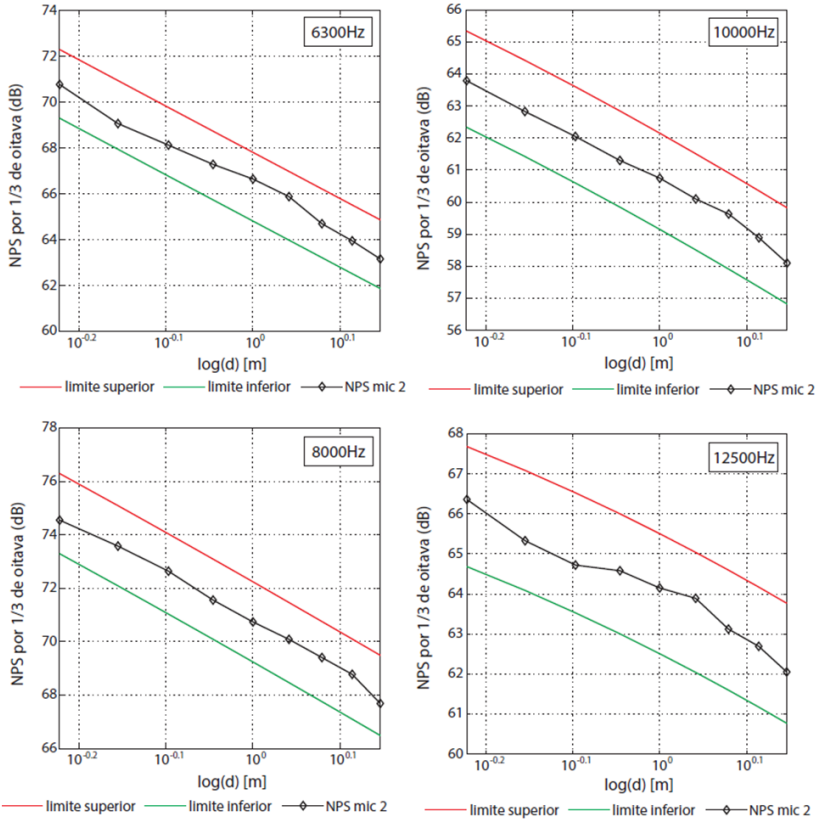 6300Hz
NPS por 1/3 de oitava (dB)
74
72
70
68
66
64
62
60
10^-0.2
10^-0.1
10^0
10^0.1
log(d) [m]
limite superior
limite inferior
NPS mic 2
10000Hz
NPS por 1/3 de oitava (dB)
66
65
64
63
62
61
60
59
58
57
56
10^-0.2
10^-0.1
10^0
10^0.1
log(d) [m]
limite superior
limite inferior
NPS mic 2
8000Hz
NPS por 1/3 de oitava (dB)
78
76
74
72
70
68
66
10^-0.2
10^-0.1
10^0
10^0.1
log(d) [m]
limite superior
limite inferior
NPS mic 2
12500Hz
NPS por 1/3 de oitava (dB)
68
67
66
65
64
63
62
61
60
10^-0.2
10^-0.1
10^0
10^0.1
log(d) [m]
limite superior
limite inferior
NPS mic 2